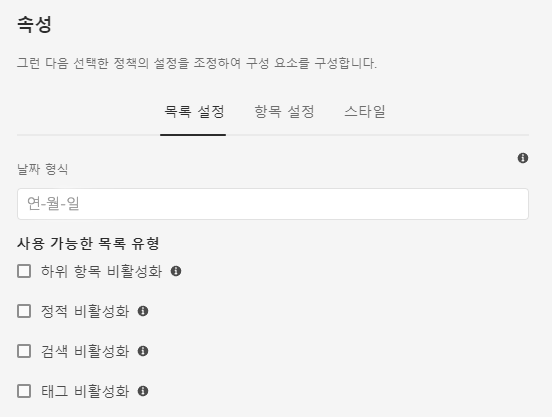 속성
그런 다음 선택한 정책의 설정을 조정하여 구성 요소를 구성합니다.
목록 설정 항목 설정 스타일
날짜 형식
연-월-일
사용 가능한 목록 유형
하위 항목 비활성화
정적 비활성화
검색 비활성화
태그 비활성화